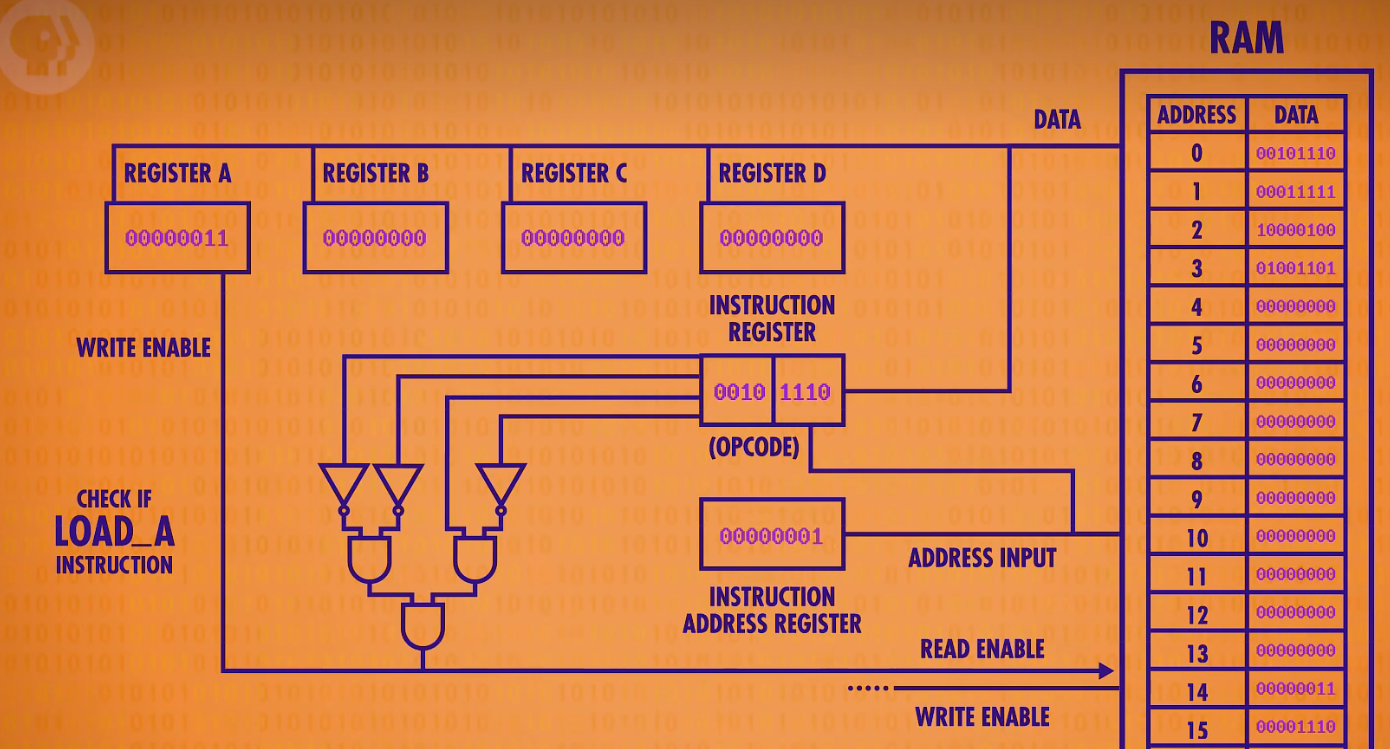 RAM
DATA
ADDRESS DATA
0 00101110
1 00011111
2 10000100
3 01001101
4 00000000
5 00000000
6 00000000
7 00000000
8 00000000
9 00000000
10 00000000
11 00000000
12 00000000
13 00000000
14 00000011
15 00001110
REGISTER A
00000011
REGISTER B
00000000
REGISTER C
00000000
REGISTER D
00000000
INSTRUCTION
REGISTER
0010 1110
(OPCODE)
WRITE ENABLE
CHECK IF
LOAD_A
INSTRUCTION
00000001
ADDRESS INPUT
INSTRUCTION
ADDRESS REGISTER
READ ENABLE
WRITE ENABLE